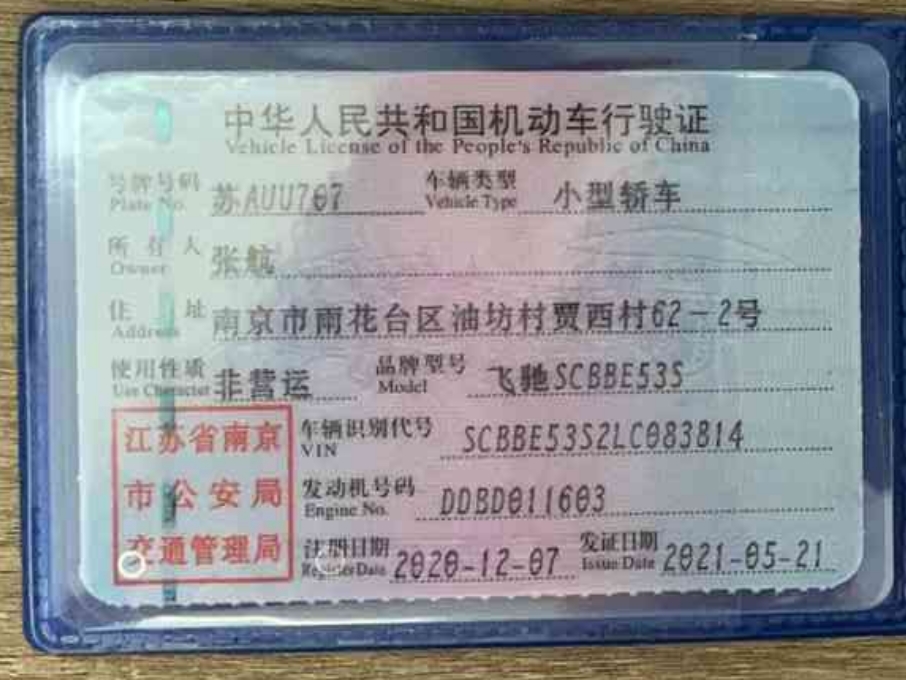 中华人民共和国机动车行驶证
Vehicle License of the People's Republic of China
号牌号码 苏AUU707 车辆类型 小型轿车
Plate No. Vehicle Type
所有人 张航
Owner
住址 南京市雨花台区油坊村贾西村62-2号
Address
使用性质 非营运 品牌型号 飞驰SCBBE53S
Use Character Model
江苏省南京 车辆识别代号 SCBBE53S2LC083814
VIN
市公安局 发动机号码 DDBD011603
Engine No.
交通管理局 注册日期 2020-12-07 发证日期 2021-05-21
Register Date Issue Date